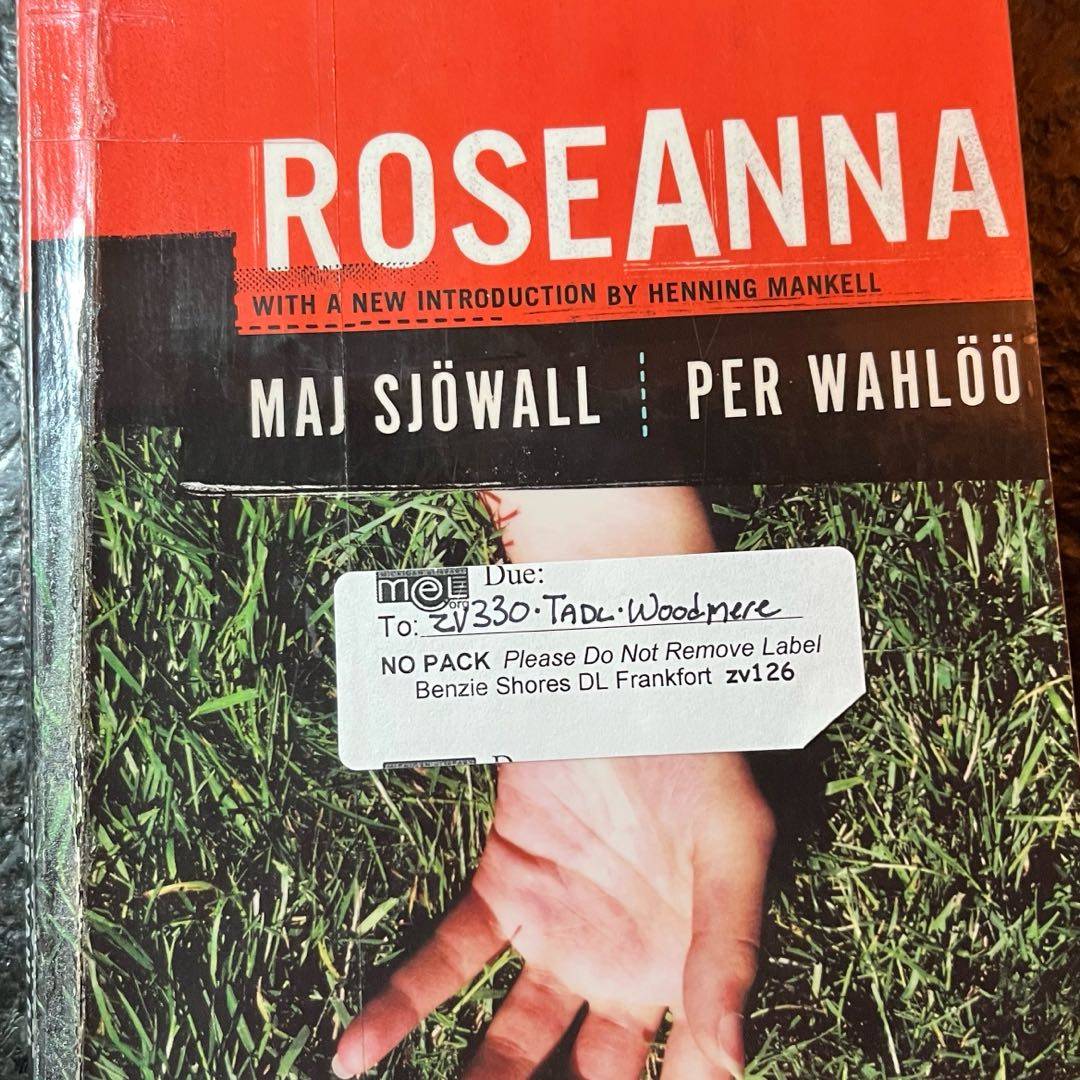 ROSEANNA
WITH A NEW INTRODUCTION BY HENNING MANKELL
MAJ SJÖWALL PER WAHLÖÖ
mel.org Due:
To: ZV330·TADL·Woodmere
NO PACK Please Do Not Remove Label
Benzie Shores DL Frankfort zv126